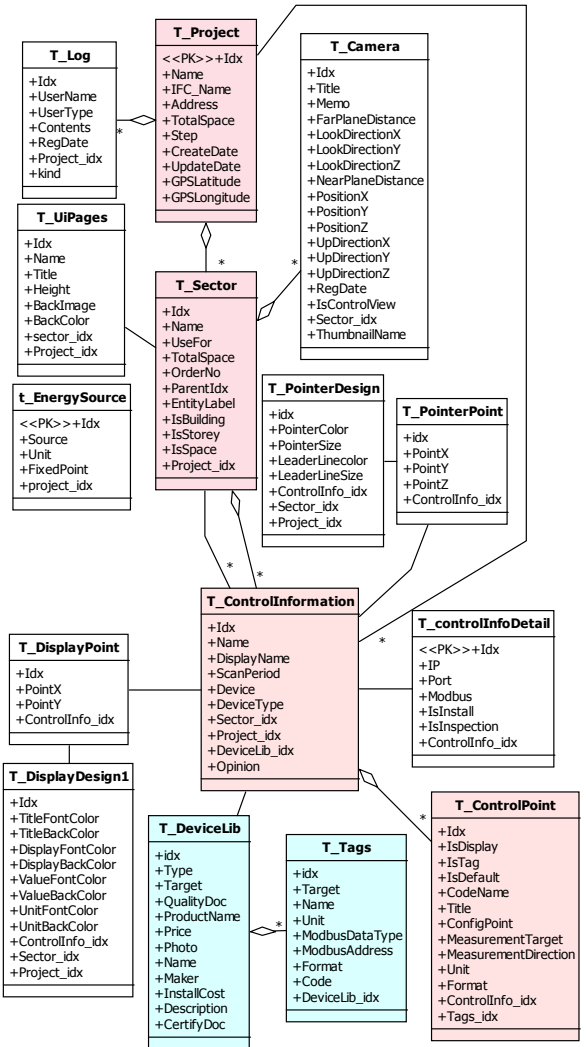 T_Project
<<PK>>+Idx
+Name
+IFC_Name
+Address
+TotalSpace
+Step
+CreateDate
+UpdateDate
+GPSLatitude
+GPSLongitude
T_Log
+Idx
+UserName
+UserType
+Contents
+RegDate
+Project_idx
+kind
*
T_Camera
+Idx
+Title
+Memo
+FarPlaneDistance
+LookDirectionX
+LookDirectionY
+LookDirectionZ
+NearPlaneDistance
+PositionX
+PositionY
+PositionZ
+UpDirectionX
+UpDirectionY
+UpDirectionZ
+RegDate
+IsControlView
+Sector_idx
+ThumbnailName
T_UiPages
+Idx
+Name
+Title
+Height
+BackImage
+BackColor
+sector_idx
+Project_idx
*
*
T_Sector
+Idx
+Name
+UseFor
+TotalSpace
+OrderNo
+ParentIdx
+EntityLabel
+IsBuilding
+IsStorey
+IsSpace
+Project_idx
t_EnergySource
<<PK>>+Idx
+Source
+Unit
+FixedPoint
+project_idx
T_PointerDesign
+idx
+PointerColor
+PointerSize
+LeaderLinecolor
+LeaderLineSize
+ControlInfo_idx
+Sector_idx
+Project_idx
T_PointerPoint
+idx
+PointX
+PointY
+PointZ
+ControlInfo_idx
*
*
*
T_ControlInformation
+Idx
+Name
+DisplayName
+ScanPeriod
+Device
+DeviceType
+Sector_idx
+Project_idx
+DeviceLib_idx
+Opinion
T_controlInfoDetail
<<PK>>+Idx
+IP
+Port
+Modbus
+IsInstall
+IsInspection
+ControlInfo_idx
T_DisplayPoint
+Idx
+PointX
+PointY
+ControlInfo_idx
T_DisplayDesign1
+Idx
+TitleFontColor
+TitleBackColor
+DisplayFontColor
+DisplayBackColor
+ValueFontColor
+ValueBackColor
+UnitFontColor
+UnitBackColor
+ControlInfo_idx
+Sector_idx
+Project_idx
T_DeviceLib
+idx
+Type
+Target
+QualityDoc
+ProductName
+Price
+Photo
+Name
+Maker
+InstallCost
+Description
+CertifyDoc
*
T_Tags
+idx
+Target
+Name
+Unit
+ModbusDataType
+ModbusAddress
+Format
+Code
+DeviceLib_idx
*
T_ControlPoint
+Idx
+IsDisplay
+IsTag
+IsDefault
+CodeName
+Title
+ConfigPoint
+MeasurementTarget
+MeasurementDirection
+Unit
+Format
+ControlInfo_idx
+Tags_idx